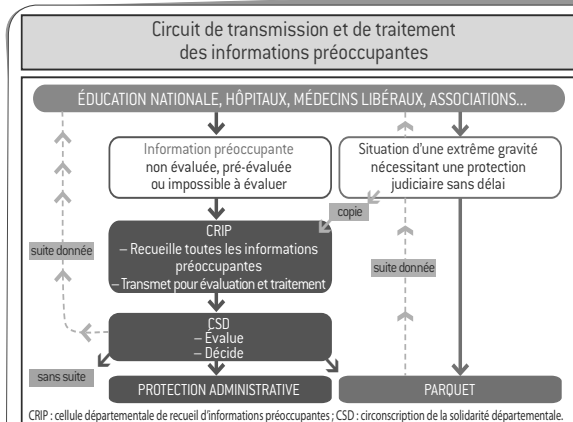 Circuit de transmission et de traitement
des informations préoccupantes
ÉDUCATION NATIONALE, HÔPITAUX, MÉDECINS LIBÉRAUX, ASSOCIATIONS...
Information préoccupante
non évaluée, pré-évaluée
ou impossible à évaluer
Situation d'une extrême gravité
nécessitant une protection
judiciaire sans délai
copie
CRIP
– Recueille toutes les informations
préoccupantes
– Transmet pour évaluation et traitement
suite donnée
suite donnée
CSD
– Évalue
– Décide
sans suite
PROTECTION ADMINISTRATIVE
PARQUET
CRIP : cellule départementale de recueil d'informations préoccupantes ; CSD : circonscription de la solidarité départementale.